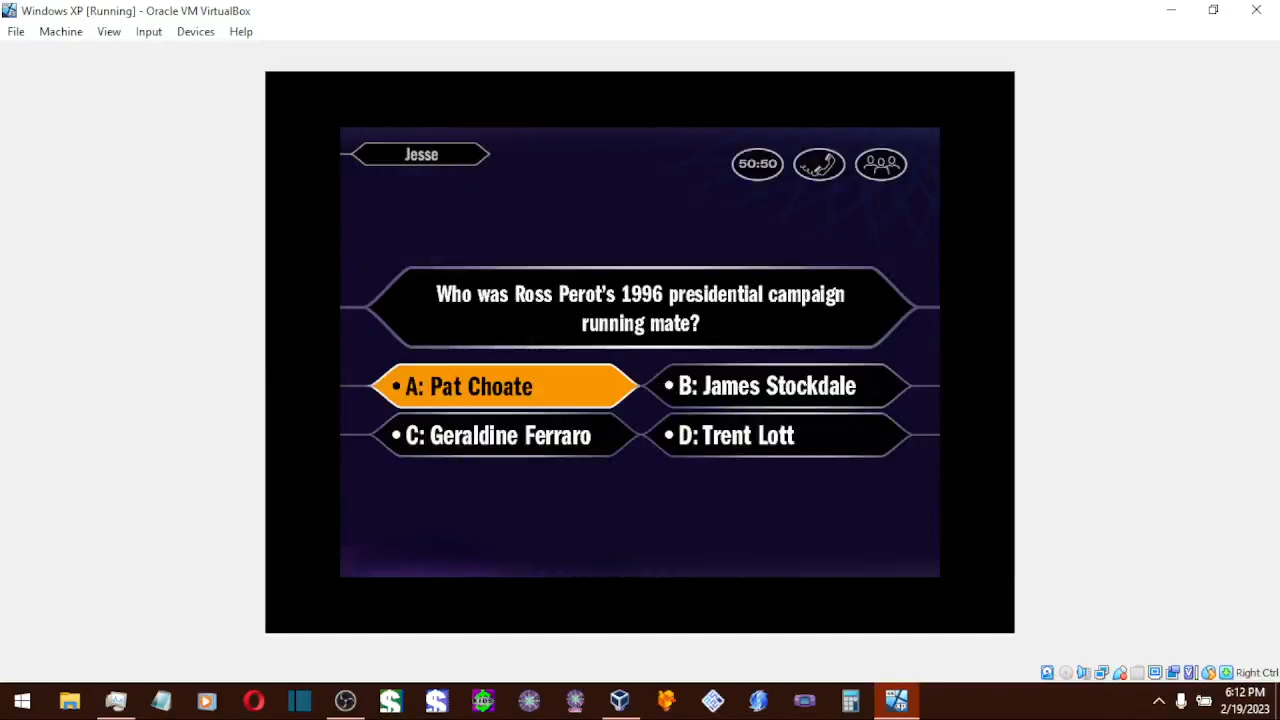 Windows XP [Running] - Oracle VM VirtualBox
File Machine View Input Devices Help
Jesse
50:50
Who was Ross Perot's 1996 presidential campaign
running mate?
• A: Pat Choate
• B: James Stockdale
• C: Geraldine Ferraro
• D: Trent Lott
Right Ctrl
6:12 PM
2/19/2023